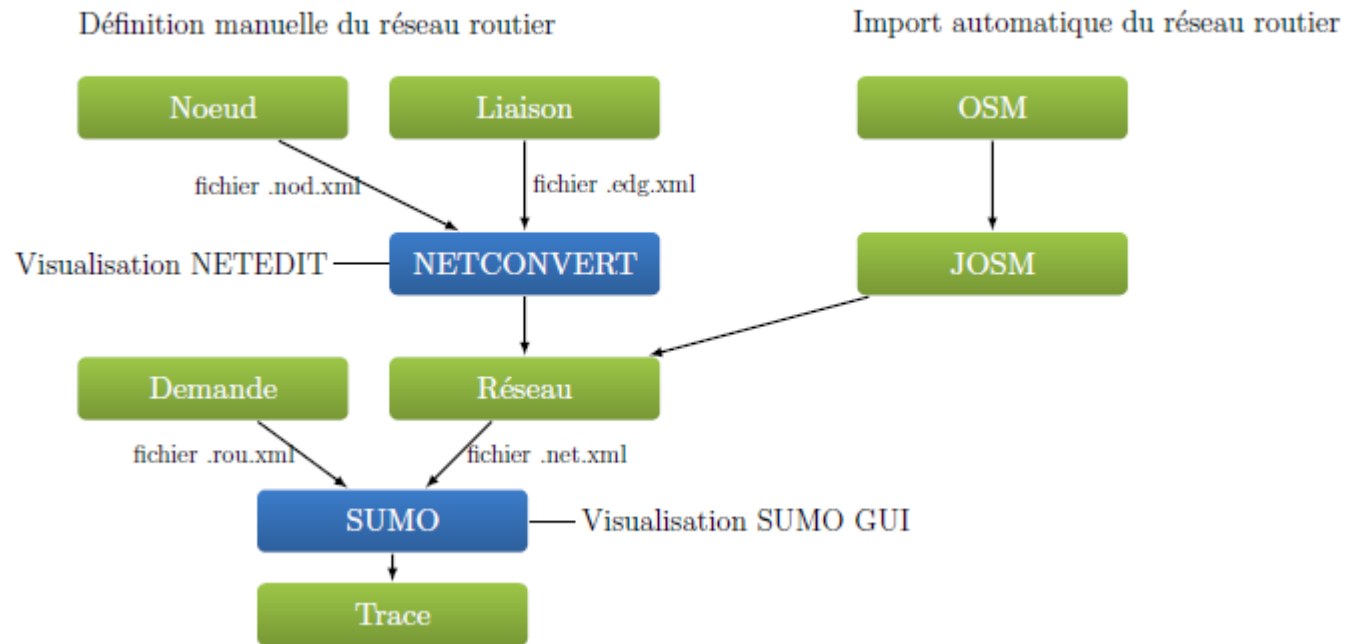 Définition manuelle du réseau routier
Import automatique du réseau routier
Noeud
Liaison
OSM
fichier .nod.xml
fichier .edg.xml
Visualisation NETEDIT
NETCONVERT
JOSM
Demande
Réseau
fichier .rou.xml
fichier .net.xml
SUMO
Visualisation SUMO GUI
Trace